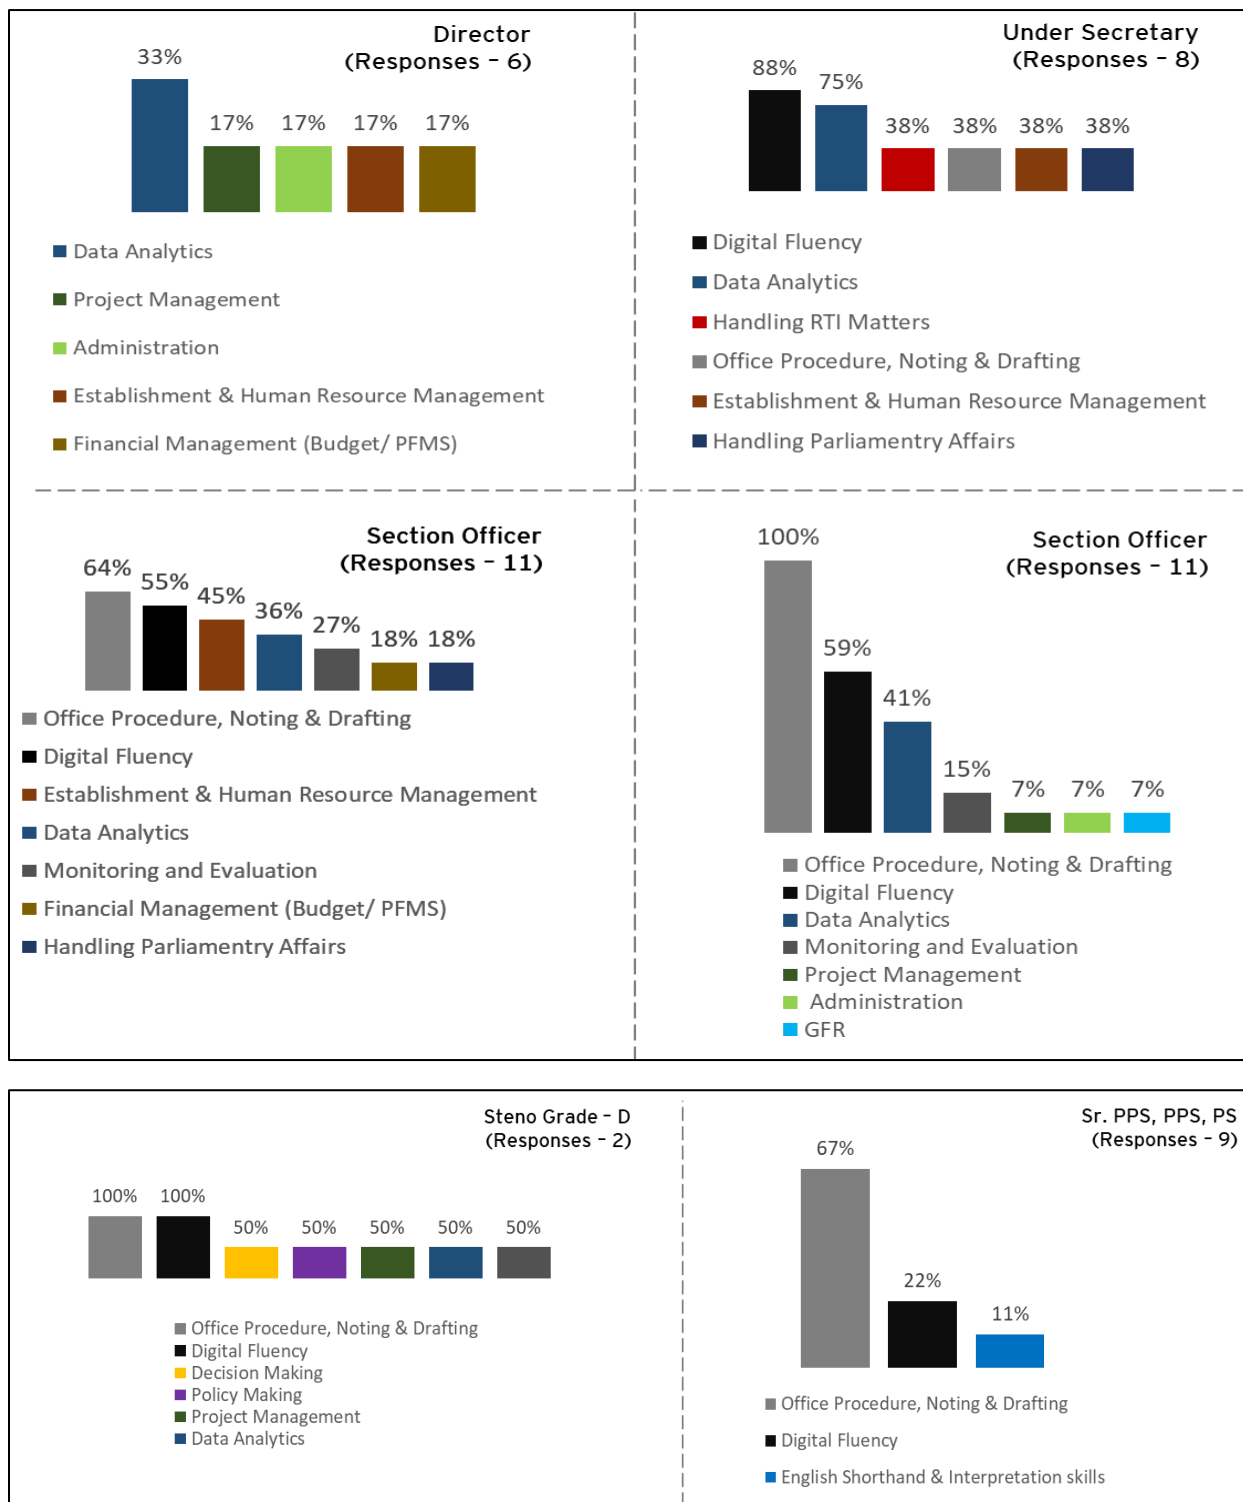 Director
(Responses – 6)
33%
17% 17% 17% 17%
Data Analytics
Project Management
Administration
Establishment & Human Resource Management
Financial Management (Budget/ PFMS)
Under Secretary
(Responses – 8)
88%
75%
38% 38% 38% 38%
Digital Fluency
Data Analytics
Handling RTI Matters
Office Procedure, Noting & Drafting
Establishment & Human Resource Management
Handling Parliamentry Affairs
Section Officer
(Responses – 11)
64% 55% 45% 36% 27% 18% 18%
Office Procedure, Noting & Drafting
Digital Fluency
Establishment & Human Resource Management
Data Analytics
Monitoring and Evaluation
Financial Management (Budget/ PFMS)
Handling Parliamentry Affairs
Section Officer
(Responses – 11)
100%
59%
41%
15%
7% 7% 7%
Office Procedure, Noting & Drafting
Digital Fluency
Data Analytics
Monitoring and Evaluation
Project Management
Administration
GFR
Steno Grade – D
(Responses – 2)
100% 100%
50% 50% 50% 50% 50%
Office Procedure, Noting & Drafting
Digital Fluency
Decision Making
Policy Making
Project Management
Data Analytics
Sr. PPS, PPS, PS
(Responses – 9)
67%
22%
11%
Office Procedure, Noting & Drafting
Digital Fluency
English Shorthand & Interpretation skills